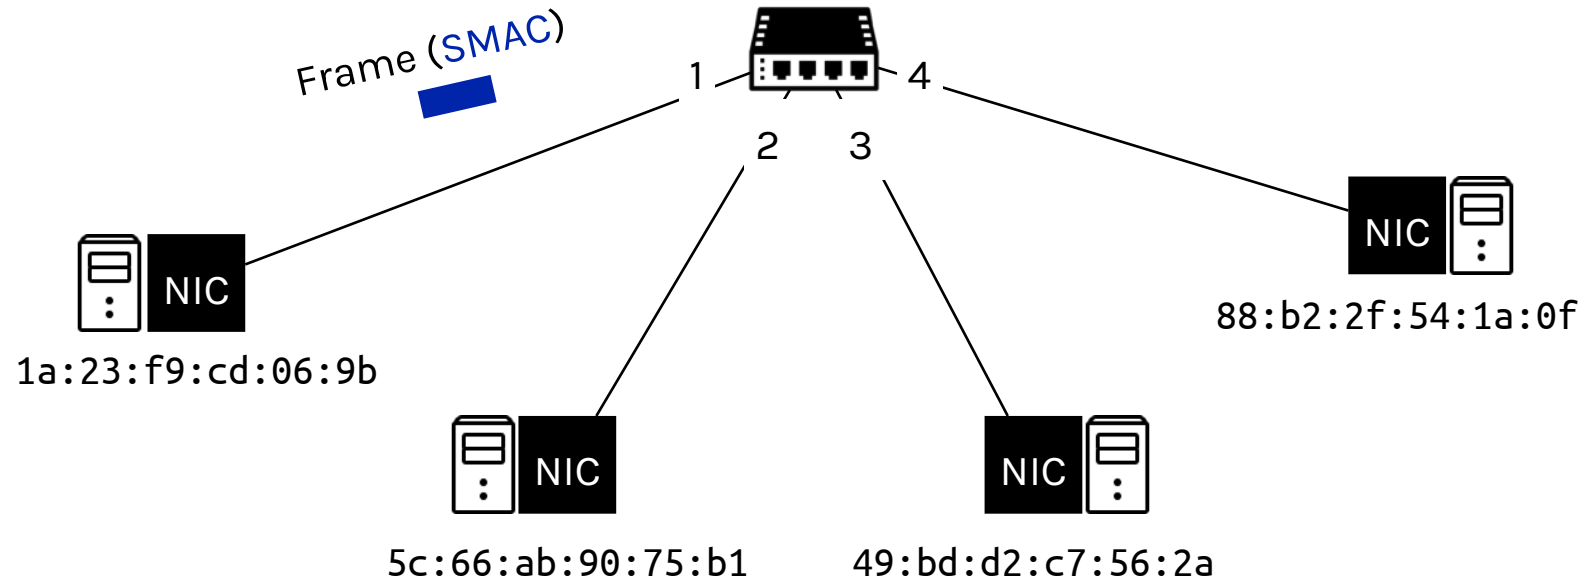 Frame (SMAC)
1
4
2
3
NIC
88:b2:2f:54:1a:0f
NIC
1a:23:f9:cd:06:9b
NIC
5c:66:ab:90:75:b1
NIC
49:bd:d2:c7:56:2a